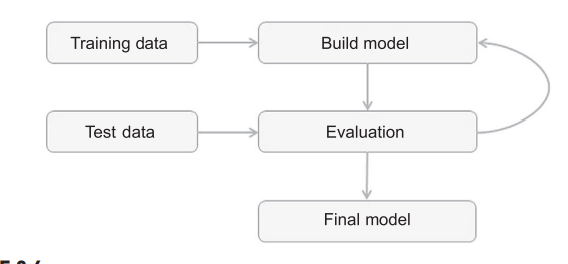 Training data
Build model
Test data
Evaluation
Final model